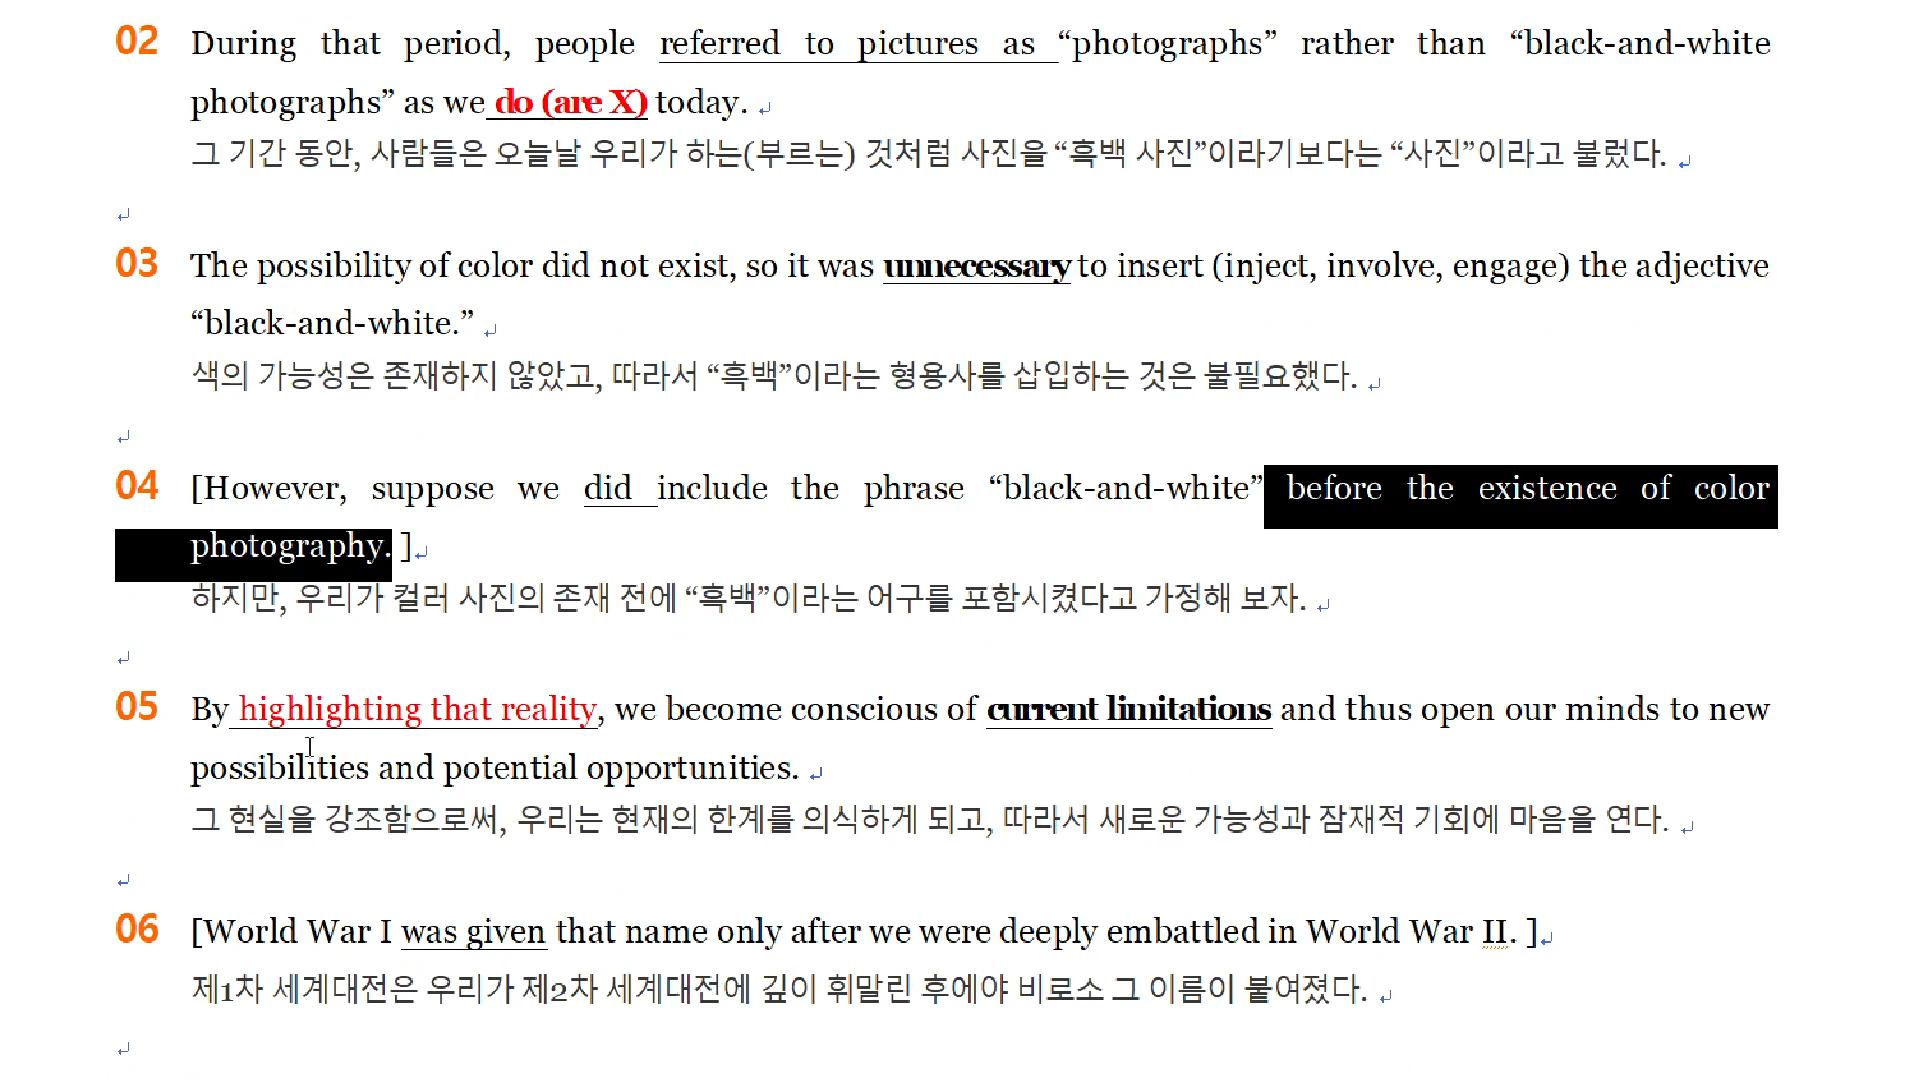 02 During that period, people referred to pictures as “photographs” rather than “black-and-white
photographs” as we do (are X) today.
그 기간 동안, 사람들은 오늘날 우리가 하는(부르는) 것처럼 사진을 “흑백 사진”이라기보다는 “사진”이라고 불렀다.
03 The possibility of color did not exist, so it was unnecessary to insert (inject, involve, engage) the adjective
“black-and-white.”
색의 가능성은 존재하지 않았고, 따라서 “흑백”이라는 형용사를 삽입하는 것은 불필요했다.
04 [However, suppose we did include the phrase “black-and-white” before the existence of color
photography. ]
하지만, 우리가 컬러 사진의 존재 전에 “흑백”이라는 어구를 포함시켰다고 가정해 보자.
05 By highlighting that reality, we become conscious of current limitations and thus open our minds to new
possibilities and potential opportunities.
그 현실을 강조함으로써, 우리는 현재의 한계를 의식하게 되고, 따라서 새로운 가능성과 잠재적 기회에 마음을 연다.
06 [World War I was given that name only after we were deeply embattled in World War II. ]
제1차 세계대전은 우리가 제2차 세계대전에 깊이 휘말린 후에야 비로소 그 이름이 붙여졌다.